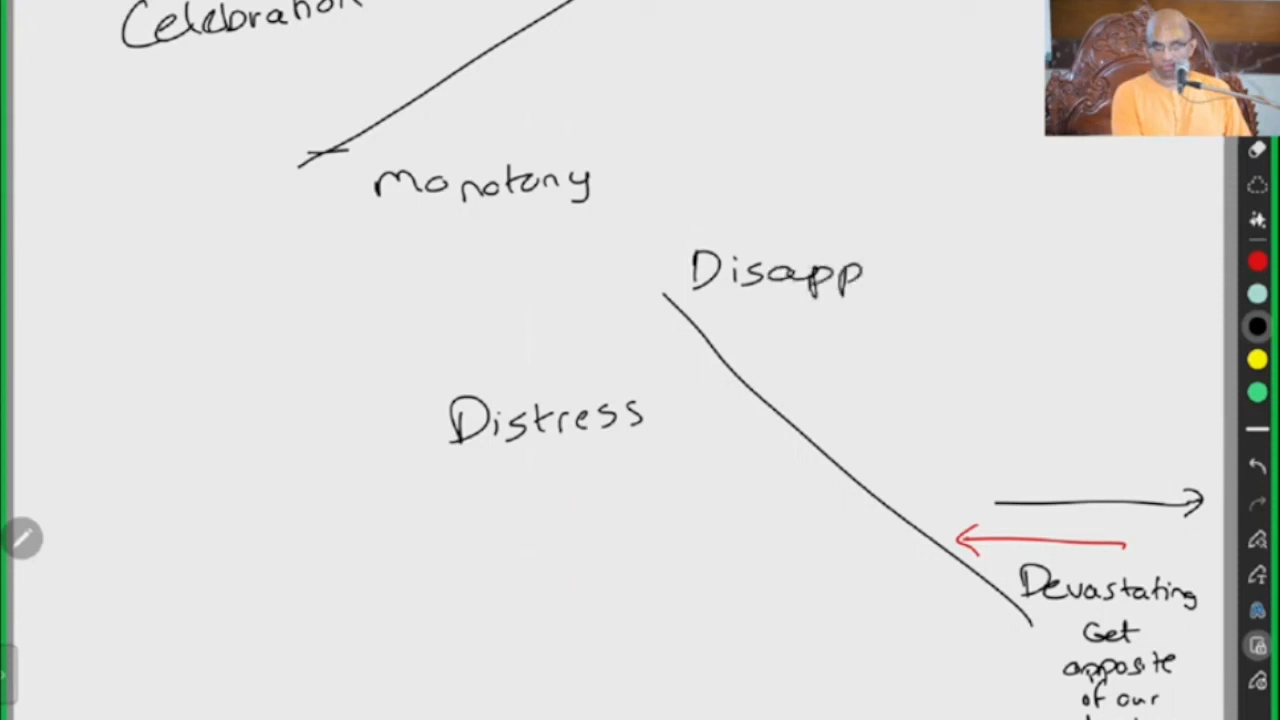 Celebration
Monotony
Disapp
Distress
Devastating
Get
opposite
of our